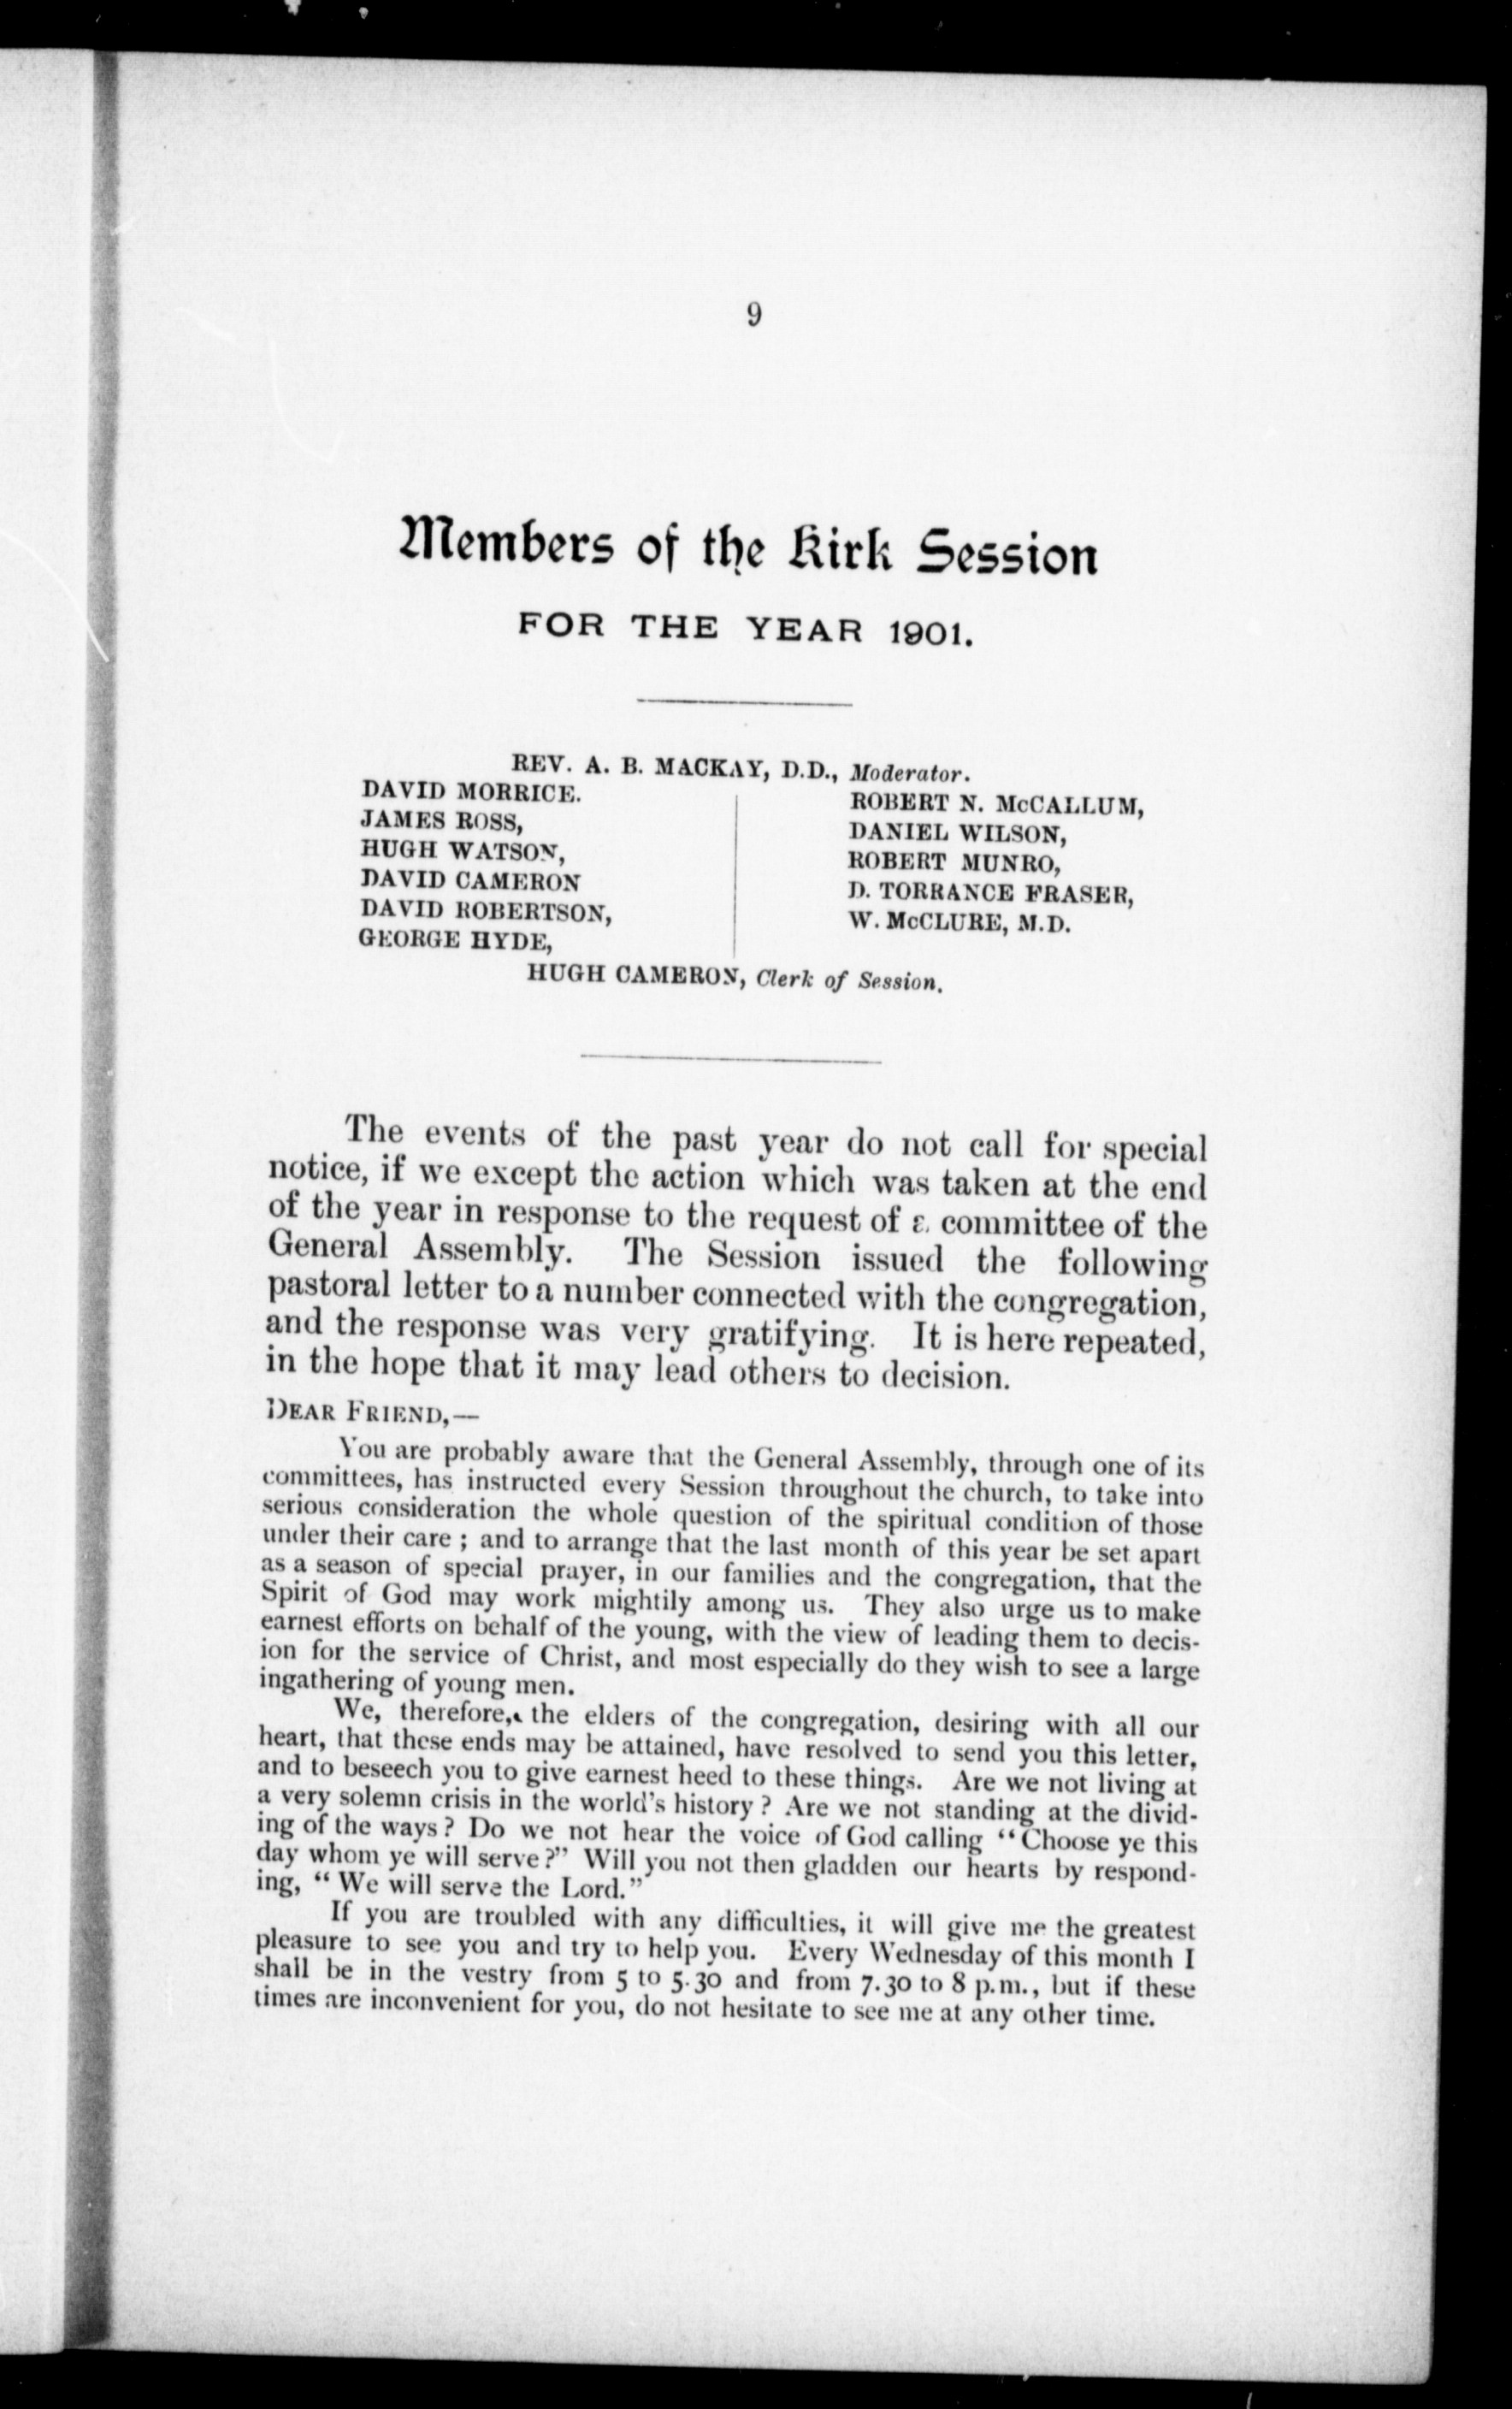 9
Members of the Kirk Session
FOR THE YEAR 1901.
REV. A. B. MACKAY, D.D., Moderator.
DAVID MORRICE.
JAMES ROSS,
HUGH WATSON,
DAVID CAMERON
DAVID ROBERTSON,
GEORGE HYDE,
ROBERT N. McCALLUM,
DANIEL WILSON,
ROBERT MUNRO,
D. TORRANCE FRASER,
W. McCLURE, M.D.
HUGH CAMERON, Clerk of Session.
The events of the past year do not call for special
notice, if we except the action which was taken at the end
of the year in response to the request of a committee of the
General Assembly. The Session issued the following
pastoral letter to a number connected with the congregation,
and the response was very gratifying. It is here repeated,
in the hope that it may lead others to decision.
DEAR FRIEND,—
You are probably aware that the General Assembly, through one of its
committees, has instructed every Session throughout the church, to take into
serious consideration the whole question of the spiritual condition of those
under their care ; and to arrange that the last month of this year be set apart
as a season of special prayer, in our families and the congregation, that the
Spirit of God may work mightily among us. They also urge us to make
earnest efforts on behalf of the young, with the view of leading them to decis-
ion for the service of Christ, and most especially do they wish to see a large
ingathering of young men.
We, therefore, the elders of the congregation, desiring with all our
heart, that these ends may be attained, have resolved to send you this letter,
and to beseech you to give earnest heed to these things. Are we not living at
a very solemn crisis in the world's history ? Are we not standing at the divid-
ing of the ways ? Do we not hear the voice of God calling “Choose ye this
day whom ye will serve ?” Will you not then gladden our hearts by respond-
ing, “ We will serve the Lord.”
If you are troubled with any difficulties, it will give me the greatest
pleasure to see you and try to help you. Every Wednesday of this month I
shall be in the vestry from 5 to 5.30 and from 7.30 to 8 p.m., but if these
times are inconvenient for you, do not hesitate to see me at any other time.